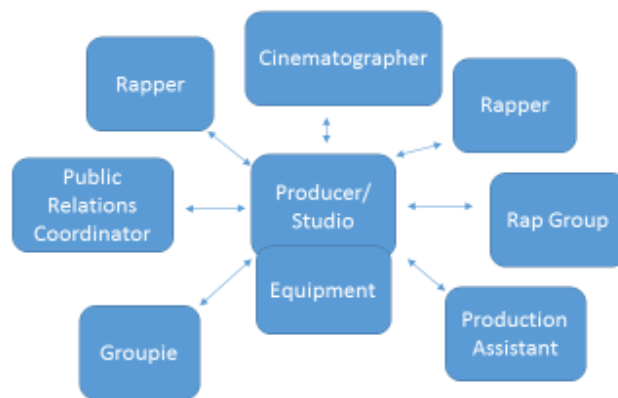 Cinematographer
Rapper
Rapper
Public
Relations
Coordinator
Producer/
Studio
Rap Group
Equipment
Production
Assistant
Groupie